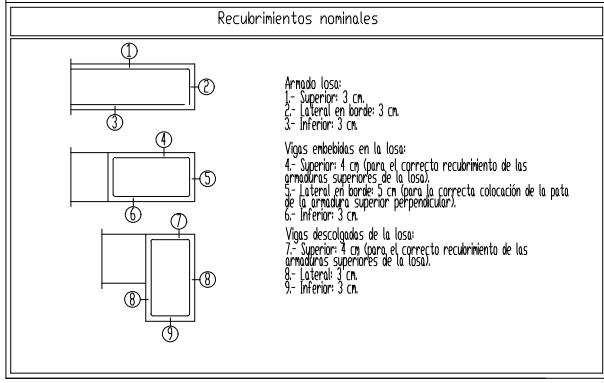 Recubrimientos nominales
1
2
3
Armado losa:
1.- Superior: 3 cm.
2.- Lateral en borde: 3 cm.
3.- Inferior: 3 cm.
4
5
6
Vigas embebidas en la losa:
4.- Superior: 4 cm (para el correcto recubrimiento de las
armaduras superiores de la losa).
5.- Lateral en borde: 5 cm (para la correcta colocación de la pata
de la armadura superior perpendicular).
6.- Inferior: 3 cm.
7
8
8
9
Vigas descolgadas de la losa:
7.- Superior: 4 cm (para el correcto recubrimiento de las
armaduras superiores de la losa).
8.- Lateral: 3 cm.
9.- Inferior: 3 cm.